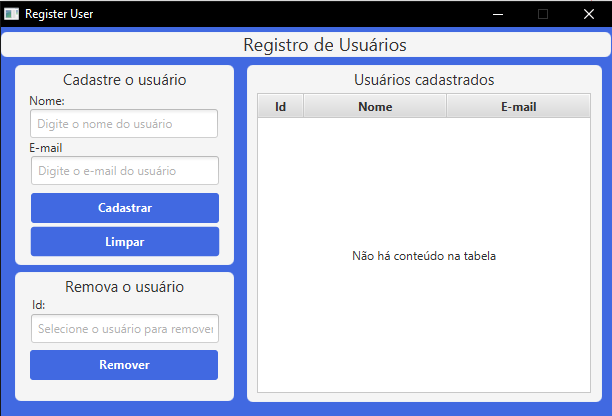 Register User
Registro de Usuários
Cadastre o usuário
Nome:
Digite o nome do usuário
E-mail
Digite o e-mail do usuário
Cadastrar
Limpar
Remova o usuário
Id:
Selecione o usuário para remover
Remover
Usuários cadastrados
Id Nome E-mail
Não há conteúdo na tabela